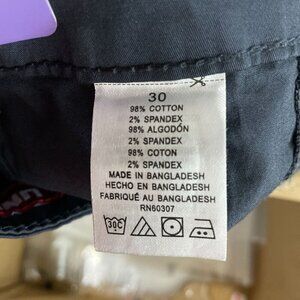 30
98% COTTON
2% SPANDEX
98% ALGODÓN
2% SPANDEX
98% COTON
2% SPANDEX
MADE IN BANGLADESH
HECHO EN BANGLADESH
FABRIQUÉ AU BANGLADESH
RN60307
30C